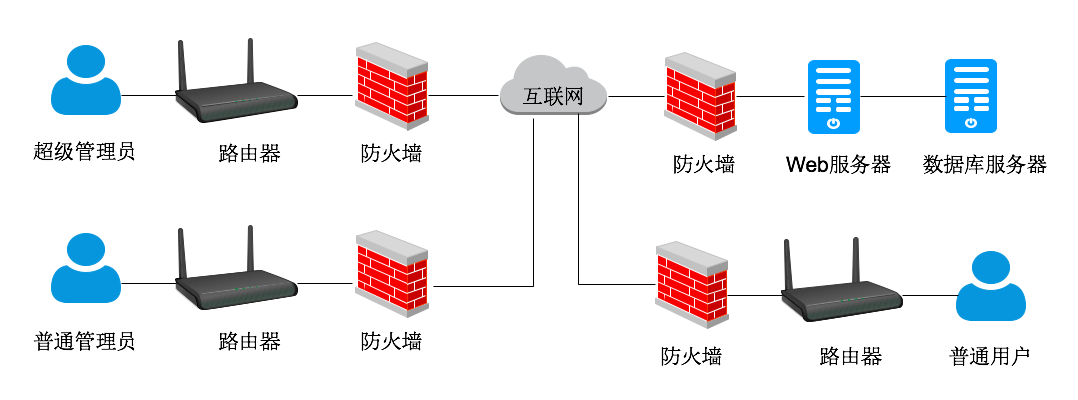 互联网
超级管理员
路由器
防火墙
防火墙
Web服务器
数据库服务器
普通管理员
路由器
防火墙
防火墙
路由器
普通用户